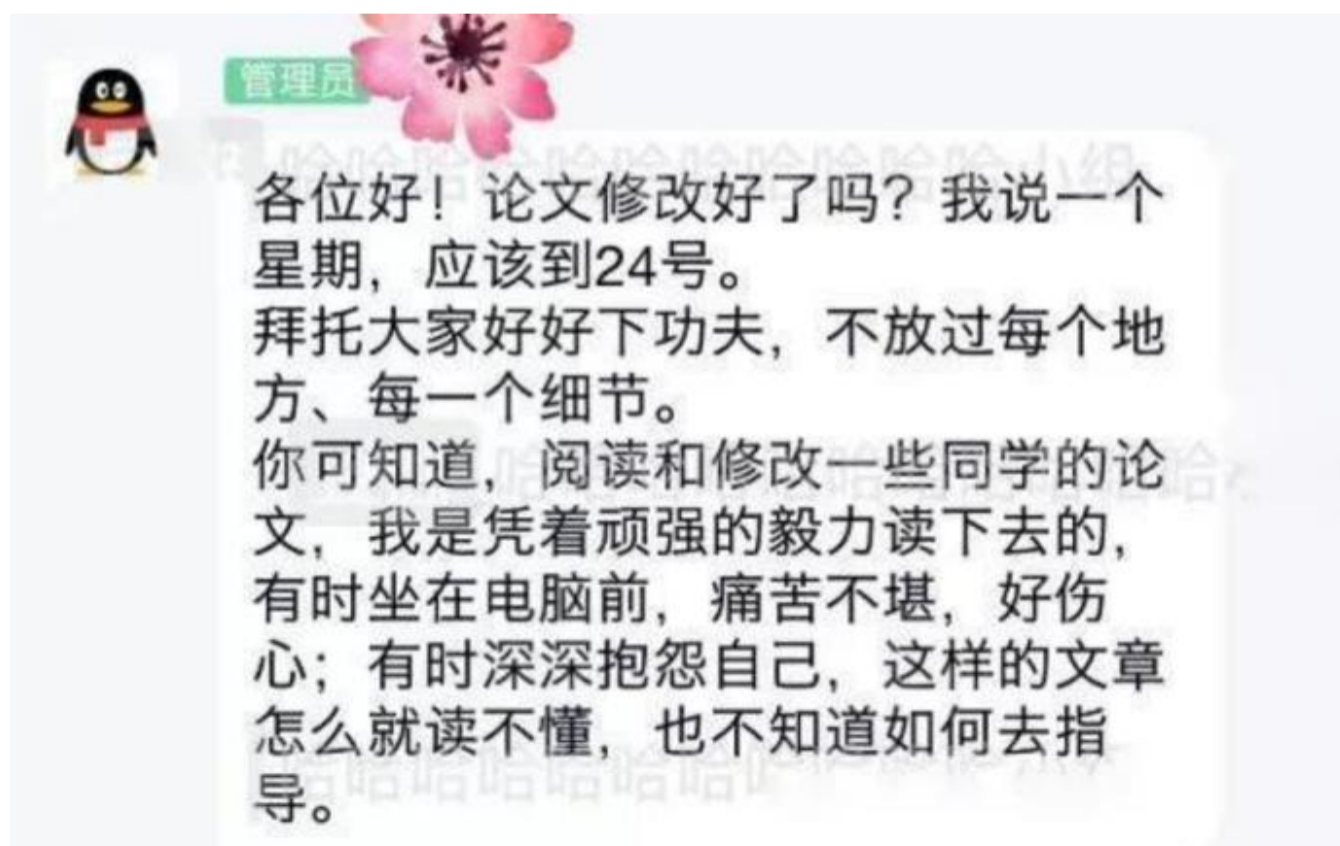 管理员
各位好！论文修改好了吗？我说一个
星期，应该到24号。
拜托大家好好下功夫，不放过每个地
方、每一个细节。
你可知道，阅读和修改一些同学的论
文，我是凭着顽强的毅力读下去的，
有时坐在电脑前，痛苦不堪，好伤
心；有时深深抱怨自己，这样的文章
怎么就读不懂，也不知道如何去指
导。